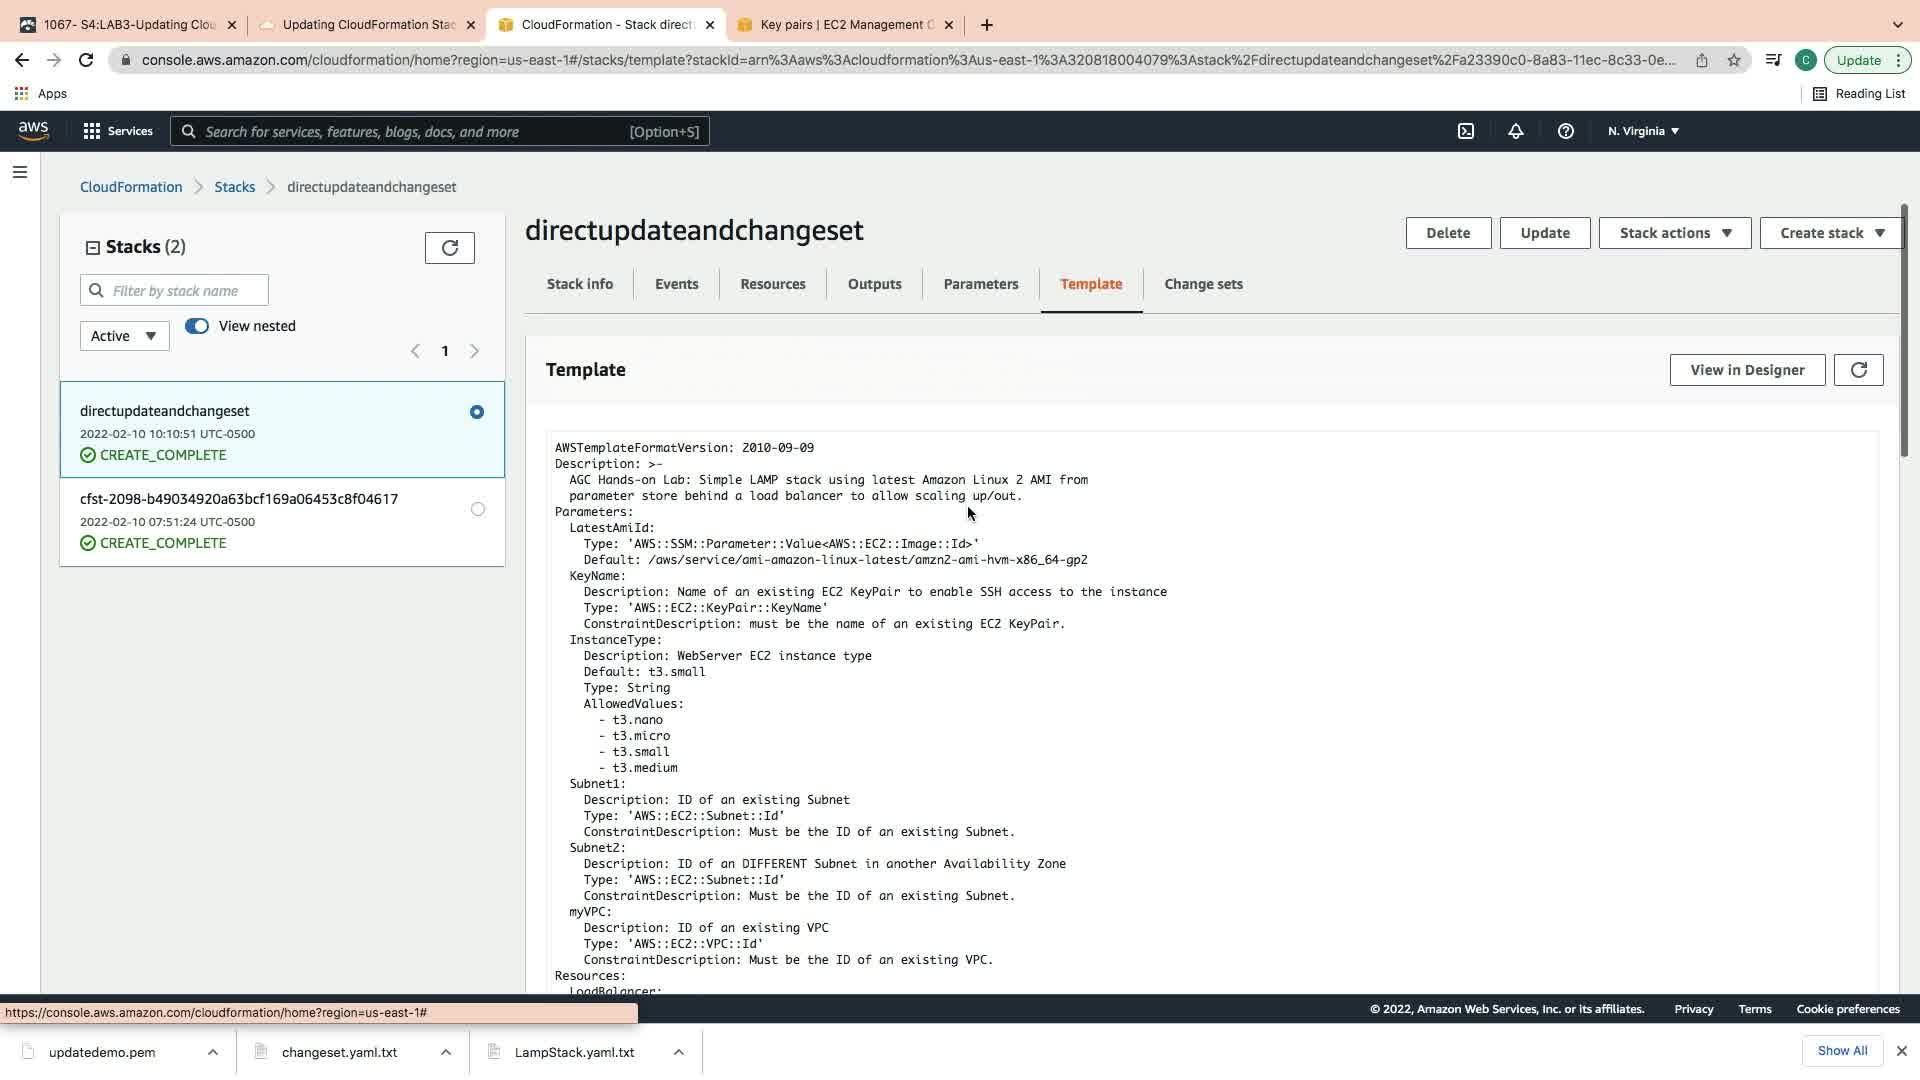 1067- S4:LAB3-Updating Clou
Updating CloudFormation Stac
CloudFormation - Stack direct
Key pairs | EC2 Management C
console.aws.amazon.com/cloudformation/home?region=us-east-1#/stacks/template?stackId=arn%3Aaws%3Acloudformation%3Aus-east-1%3A320818004079%3Astack%2Fdirectupdateandchangeset%2Fa23390c0-8a83-11ec-8c33-0e...
C
Update
Apps
Reading List
aws
Services
Search for services, features, blogs, docs, and more
[Option+S]
N. Virginia
CloudFormation
Stacks
directupdateandchangeset
Stacks (2)
Filter by stack name
Active
View nested
1
directupdateandchangeset
2022-02-10 10:10:51 UTC-0500
CREATE_COMPLETE
cfst-2098-b49034920a63bcf169a06453c8f04617
2022-02-10 07:51:24 UTC-0500
CREATE_COMPLETE
directupdateandchangeset
Delete
Update
Stack actions
Create stack
Stack info
Events
Resources
Outputs
Parameters
Template
Change sets
Template
View in Designer
AWSTemplateFormatVersion: 2010-09-09
Description: >-
AGC Hands-on Lab: Simple LAMP stack using latest Amazon Linux 2 AMI from
parameter store behind a load balancer to allow scaling up/out.
Parameters:
LatestAmiId:
Type: 'AWS::SSM::Parameter::Value<AWS::EC2::Image::Id>'
Default: /aws/service/ami-amazon-linux-latest/amzn2-ami-hvm-x86_64-gp2
KeyName:
Description: Name of an existing EC2 KeyPair to enable SSH access to the instance
Type: 'AWS::EC2::KeyPair::KeyName'
ConstraintDescription: must be the name of an existing EC2 KeyPair.
InstanceType:
Description: WebServer EC2 instance type
Default: t3.small
Type: String
AllowedValues:
- t3.nano
- t3.micro
- t3.small
- t3.medium
Subnet1:
Description: ID of an existing Subnet
Type: 'AWS::EC2::Subnet::Id'
ConstraintDescription: Must be the ID of an existing Subnet.
Subnet2:
Description: ID of an DIFFERENT Subnet in another Availability Zone
Type: 'AWS::EC2::Subnet::Id'
ConstraintDescription: Must be the ID of an existing Subnet.
myVPC:
Description: ID of an existing VPC
Type: 'AWS::EC2::VPC::Id'
ConstraintDescription: Must be the ID of an existing VPC.
Resources:
LoadBalancer:
https://console.aws.amazon.com/cloudformation/home?region=us-east-1#
© 2022, Amazon Web Services, Inc. or its affiliates.
Privacy
Terms
Cookie preferences
updatedemo.pem
changeset.yaml.txt
LampStack.yaml.txt
Show All